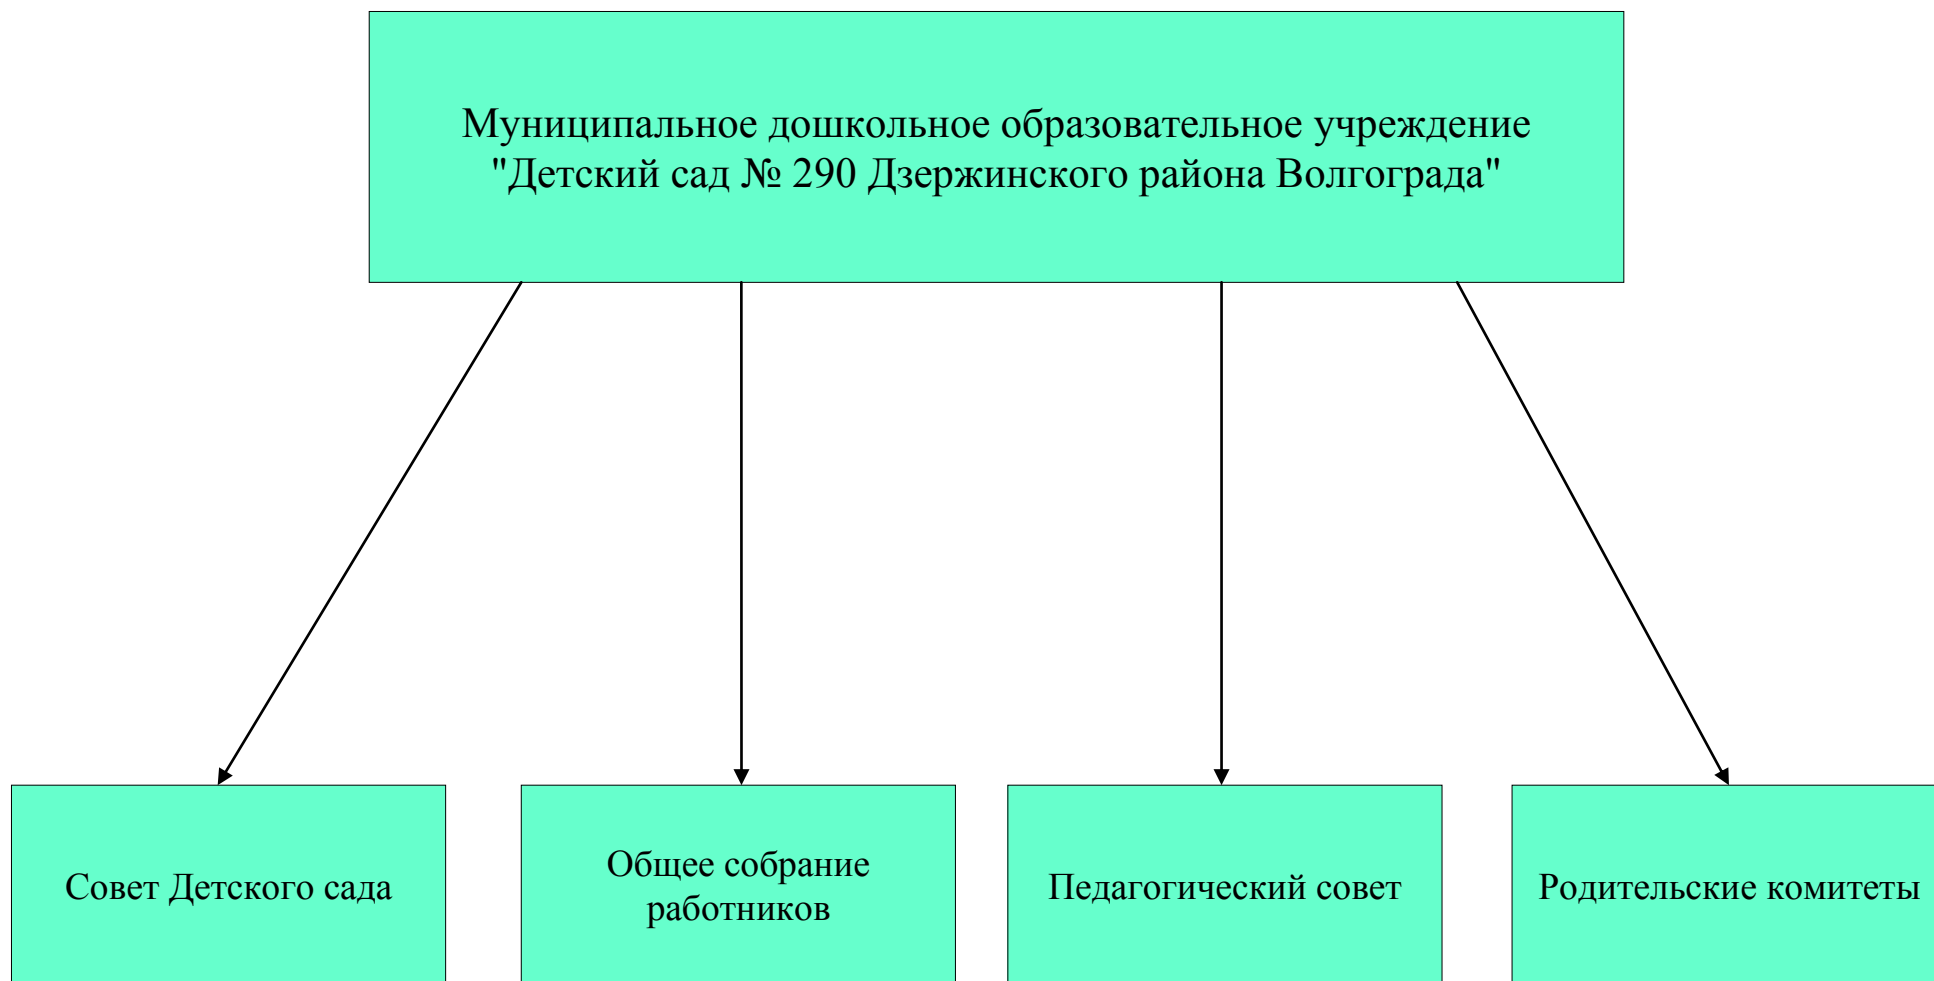 Муниципальное дошкольное образовательное учреждение
"Детский сад № 290 Дзержинского района Волгограда"
Совет Детского сада
Общее собрание
работников
Педагогический совет
Родительские комитеты